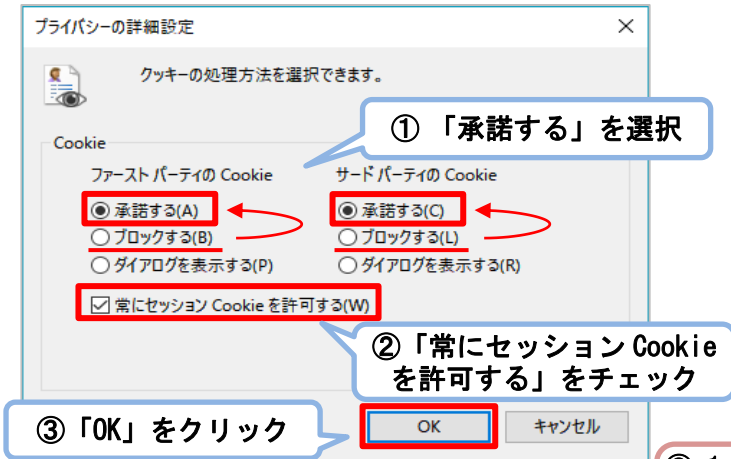 プライバシーの詳細設定
クッキーの処理方法を選択できます。
① 「承諾する」を選択
Cookie
ファースト パーティの Cookie
サード パーティの Cookie
承諾する(A)
承諾する(C)
ブロックする(B)
ブロックする(L)
ダイアログを表示する(P)
ダイアログを表示する(R)
常にセッション Cookie を許可する(W)
②「常にセッション Cookie
を許可する」をチェック
③「OK」をクリック
OK
キャンセル